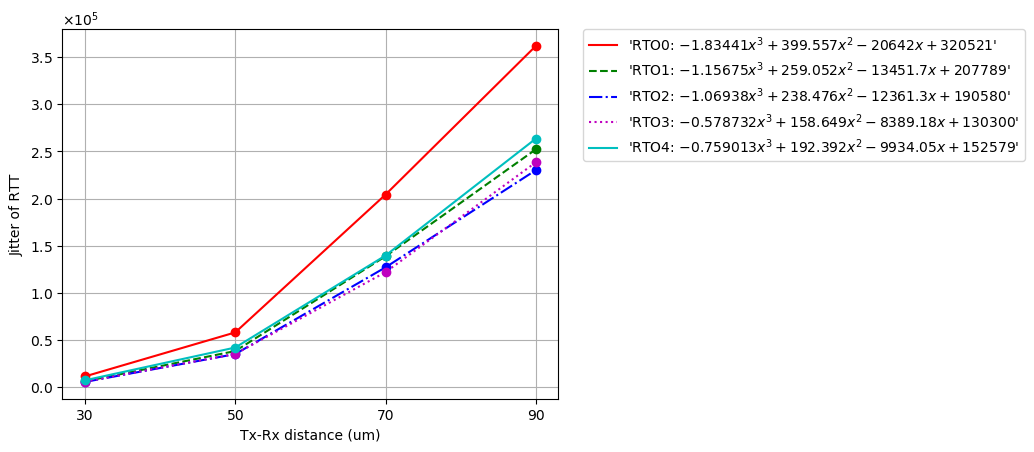 ×10⁵
3.5
3.0
2.5
2.0
1.5
1.0
0.5
0.0
Jitter of RTT
30 50 70 90
Tx-Rx distance (um)
'RTO0: −1.83441x³ + 399.557x² − 20642x + 320521'
'RTO1: −1.15675x³ + 259.052x² − 13451.7x + 207789'
'RTO2: −1.06938x³ + 238.476x² − 12361.3x + 190580'
'RTO3: −0.578732x³ + 158.649x² − 8389.18x + 130300'
'RTO4: −0.759013x³ + 192.392x² − 9934.05x + 152579'